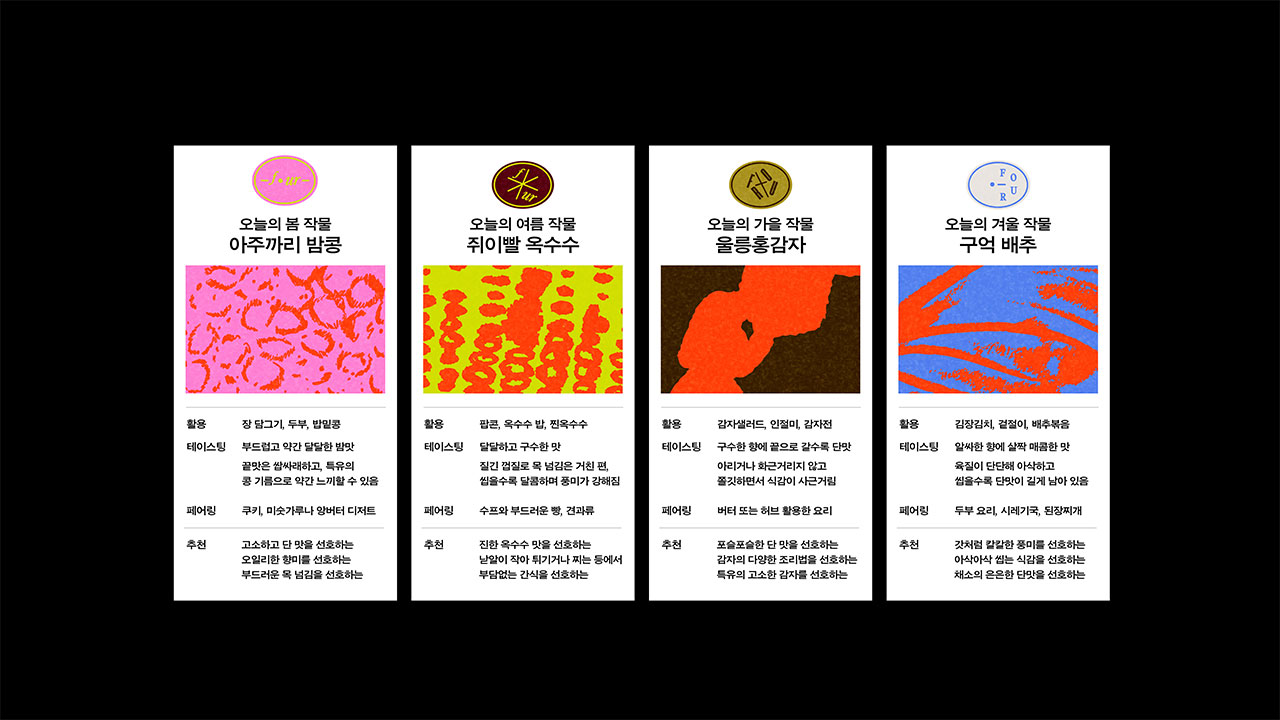 f•ur
오늘의 봄 작물
아주까리 밤콩
활용 장 담그기, 두부, 밥밑콩
테이스팅 부드럽고 약간 달달한 밤맛
끝맛은 쌉싸래하고, 특유의
콩 기름으로 약간 느끼할 수 있음
페어링 쿠키, 미숫가루나 앙버터 디저트
추천 고소하고 단 맛을 선호하는
오일리한 향미를 선호하는
부드러운 목 넘김을 선호하는
오늘의 여름 작물
쥐이빨 옥수수
활용 팝콘, 옥수수 밥, 찐옥수수
테이스팅 달달하고 구수한 맛
질긴 껍질로 목 넘김은 거친 편,
씹을수록 달콤하며 풍미가 강해짐
페어링 수프와 부드러운 빵, 견과류
추천 진한 옥수수 맛을 선호하는
낟알이 작아 튀기거나 찌는 등에서
부담없는 간식을 선호하는
오늘의 가을 작물
울릉홍감자
활용 감자샐러드, 인절미, 감자전
테이스팅 구수한 향에 끝으로 갈수록 단맛
아리거나 화근거리지 않고
쫄깃하면서 식감이 사근거림
페어링 버터 또는 허브 활용한 요리
추천 포슬포슬한 단 맛을 선호하는
감자의 다양한 조리법을 선호하는
특유의 고소한 감자를 선호하는
FOUR
오늘의 겨울 작물
구억 배추
활용 김장김치, 겉절이, 배추볶음
테이스팅 알싸한 향에 살짝 매콤한 맛
육질이 단단해 아삭하고
씹을수록 단맛이 길게 남아 있음
페어링 두부 요리, 시레기국, 된장찌개
추천 갓처럼 칼칼한 풍미를 선호하는
아삭아삭 씹는 식감을 선호하는
채소의 은은한 단맛을 선호하는